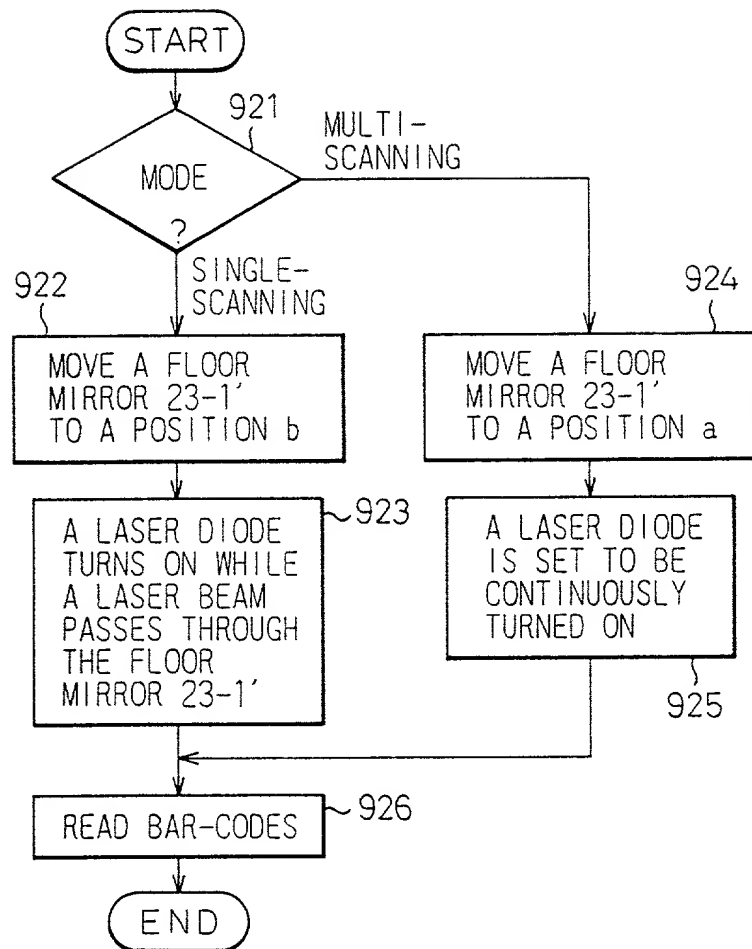 START
921
MULTI-
SCANNING
MODE
?
SINGLE-
SCANNING
922
MOVE A FLOOR
MIRROR 23-1'
TO A POSITION b
924
MOVE A FLOOR
MIRROR 23-1'
TO A POSITION a
923
A LASER DIODE
TURNS ON WHILE
A LASER BEAM
PASSES THROUGH
THE FLOOR
MIRROR 23-1'
A LASER DIODE
IS SET TO BE
CONTINUOUSLY
TURNED ON
925
READ BAR-CODES
926
END